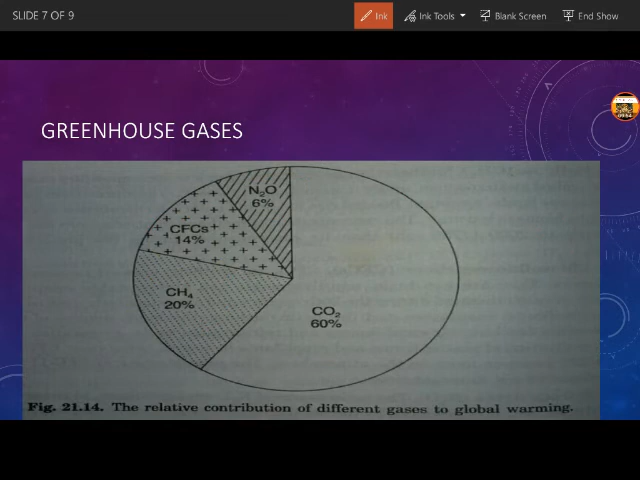 SLIDE 7 OF 9
Ink
Ink Tools
Blank Screen
End Show
GREENHOUSE GASES
N₂O
6%
CFCs
14%
CH₄
20%
CO₂
60%
Fig. 21.14. The relative contribution of different gases to global warming.